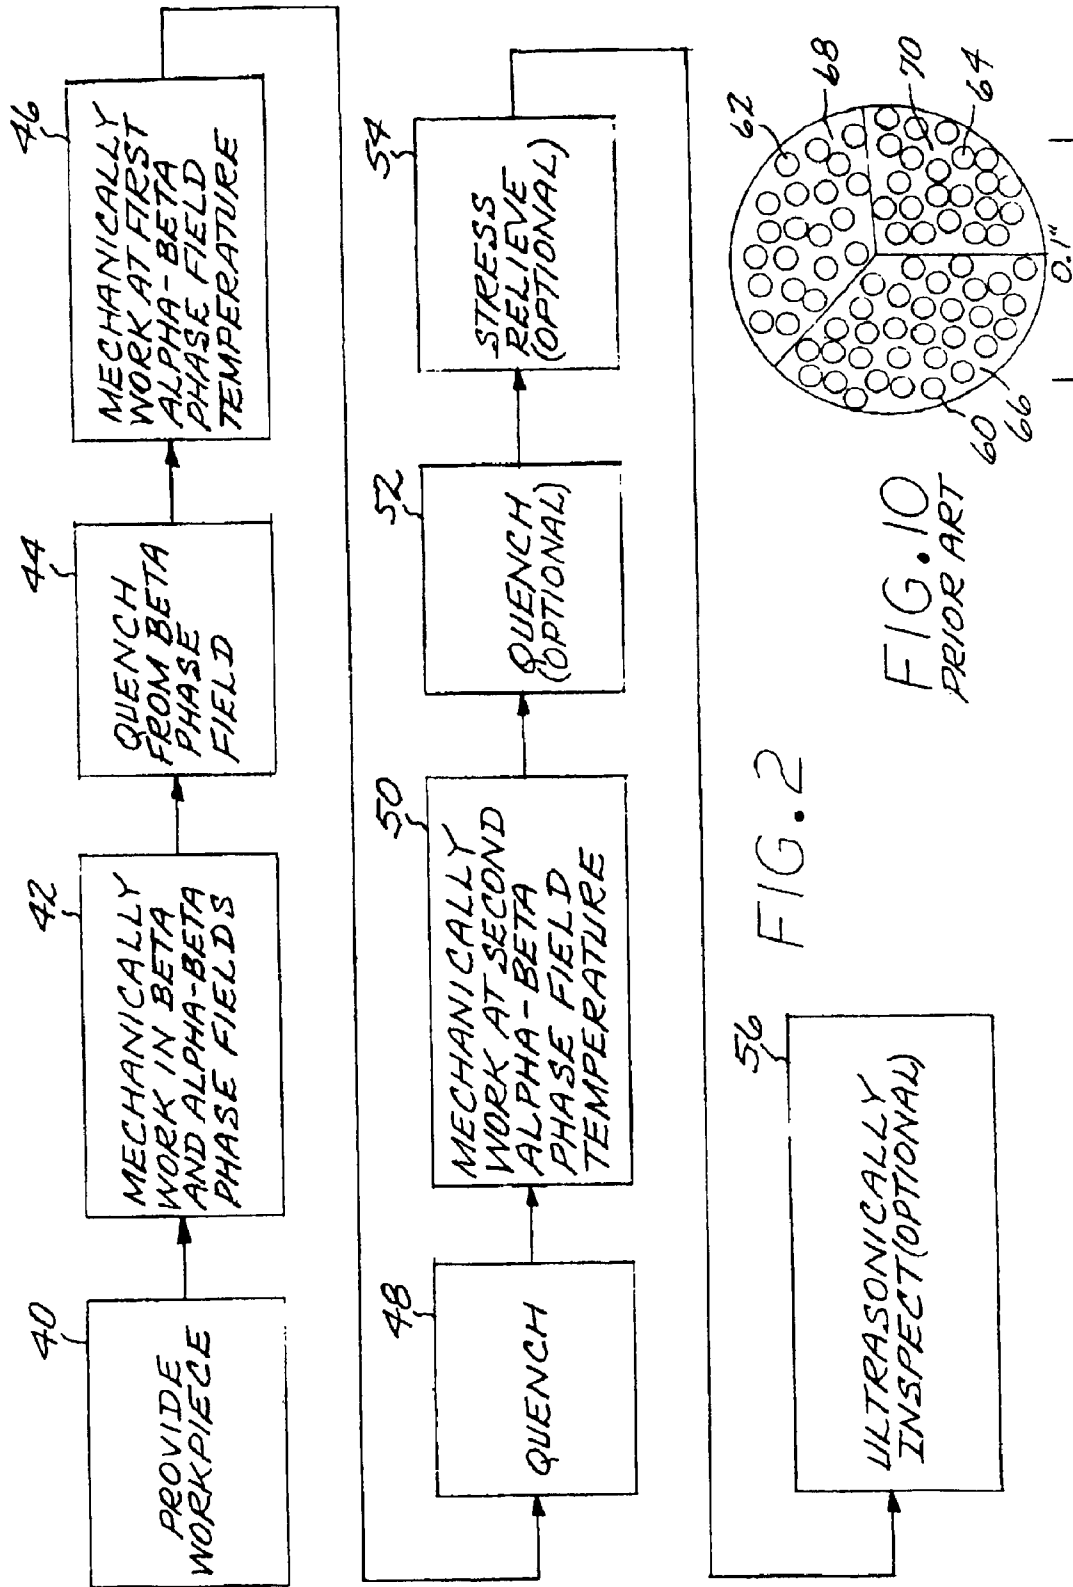 40
PROVIDE
WORKPIECE
42
MECHANICALLY
WORK IN BETA
AND ALPHA-BETA
PHASE FIELDS
44
QUENCH
FROM BETA
PHASE
FIELD
46
MECHANICALLY
WORK AT FIRST
ALPHA-BETA
PHASE FIELD
TEMPERATURE
48
QUENCH
50
MECHANICALLY
WORK AT SECOND
ALPHA-BETA
PHASE FIELD
TEMPERATURE
52
QUENCH
(OPTIONAL)
54
STRESS
RELIEVE
(OPTIONAL)
56
ULTRASONICALLY
INSPECT(OPTIONAL)
FIG.2
62
68
70
64
60
66
0.1"
FIG.10
PRIOR ART